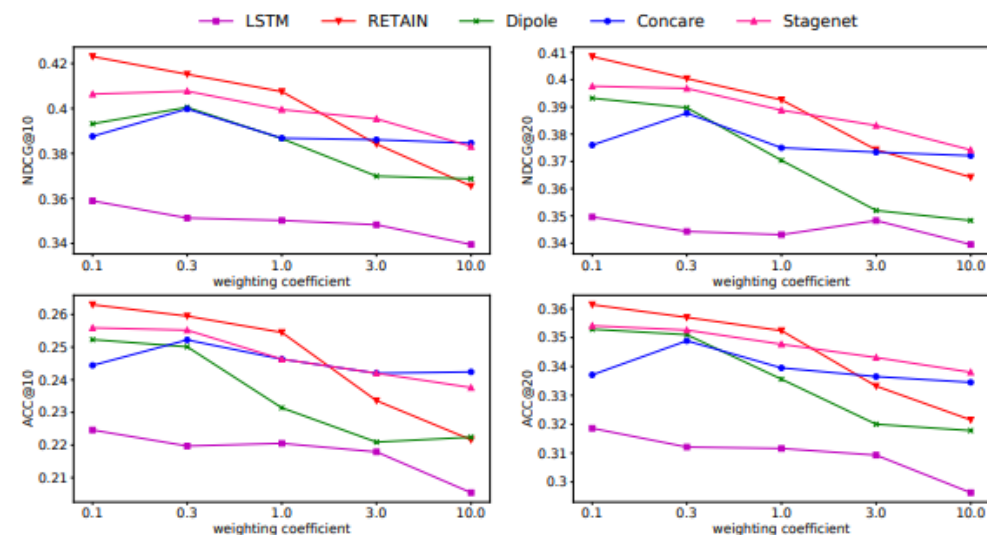 LSTM RETAIN Dipole Concare Stagenet
NDCG@10
0.42
0.4
0.38
0.36
0.34
0.1 0.3 1.0 3.0 10.0
weighting coefficient
NDCG@20
0.41
0.4
0.39
0.38
0.37
0.36
0.35
0.34
0.1 0.3 1.0 3.0 10.0
weighting coefficient
ACC@10
0.26
0.25
0.24
0.23
0.22
0.21
0.1 0.3 1.0 3.0 10.0
weighting coefficient
ACC@20
0.36
0.35
0.34
0.33
0.32
0.31
0.3
0.1 0.3 1.0 3.0 10.0
weighting coefficient